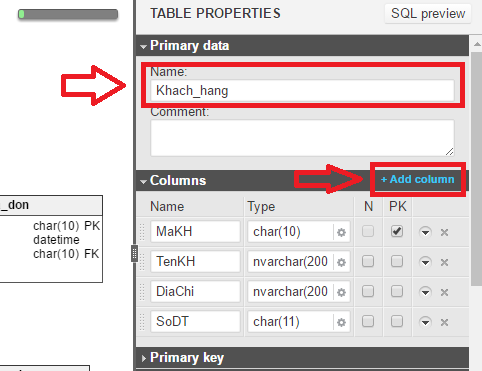 TABLE PROPERTIES
SQL preview
Primary data
Name:
Khach_hang
Comment:
Columns
+ Add column
Name Type N PK
MaKH char(10)
TenKH nvarchar(200
DiaChi nvarchar(200
SoDT char(11)
Primary key
_don
char(10) PK
datetime
char(10) FK